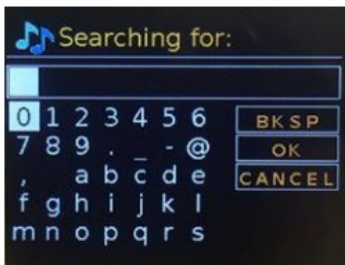 Searching for:
0 1 2 3 4 5 6 BKSP
7 8 9 . _ - @ OK
, a b c d e CANCEL
f g h i j k l
m n o p q r s